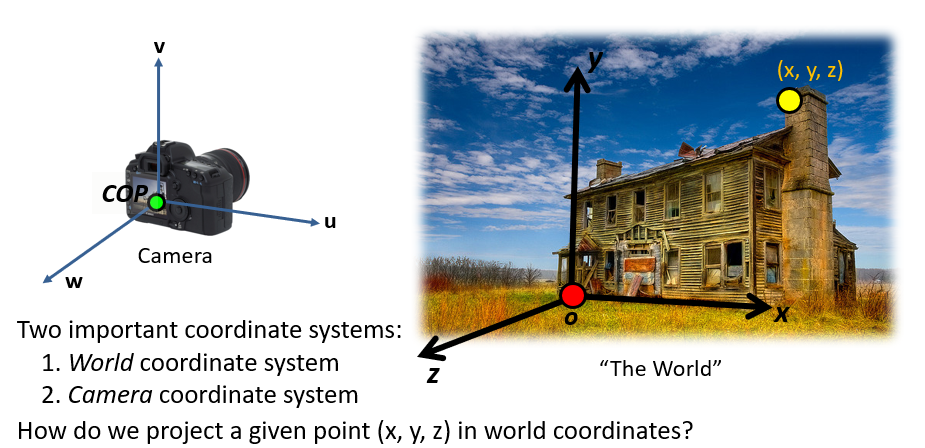 v
COP
u
w
Camera
y
(x, y, z)
o
x
z
"The World"
Two important coordinate systems:
1. World coordinate system
2. Camera coordinate system
How do we project a given point (x, y, z) in world coordinates?